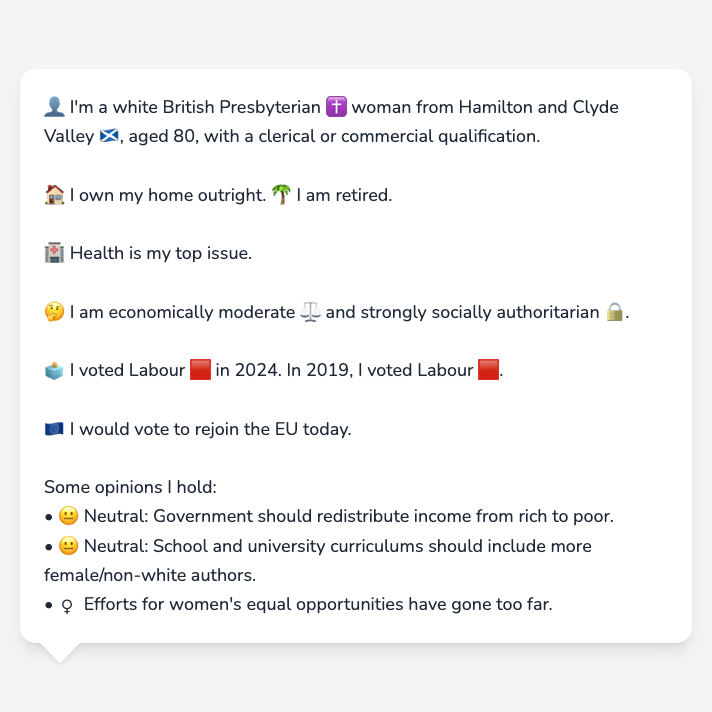 👤 I'm a white British Presbyterian ✝️ woman from Hamilton and Clyde
Valley 🏴󠁧󠁢󠁳󠁣󠁴󠁿, aged 80, with a clerical or commercial qualification.
🏠 I own my home outright. 🌴 I am retired.
🏥 Health is my top issue.
🤔 I am economically moderate ⚖️ and strongly socially authoritarian 🔒.
🗳️ I voted Labour 🟥 in 2024. In 2019, I voted Labour 🟥.
🇪🇺 I would vote to rejoin the EU today.
Some opinions I hold:
• 😐 Neutral: Government should redistribute income from rich to poor.
• 😐 Neutral: School and university curriculums should include more
female/non-white authors.
• ♀ Efforts for women's equal opportunities have gone too far.